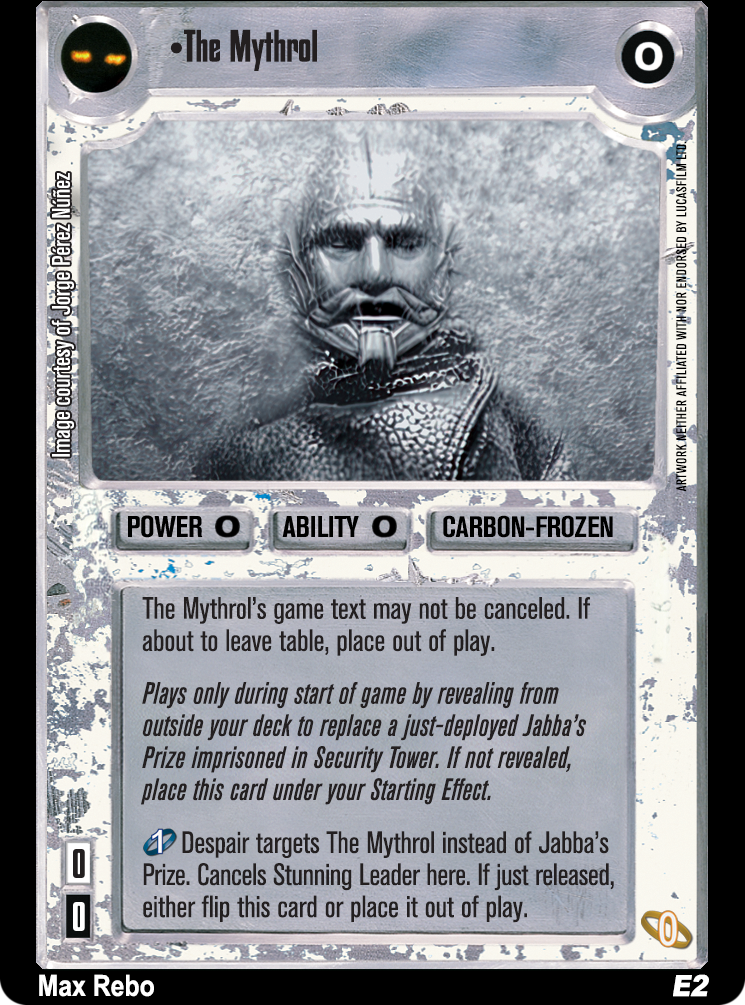 •The Mythrol
0
Image courtesy of Jorge Pérez Núñez
ARTWORK NEITHER AFFILIATED WITH NOR ENDORSED BY LUCASFILM LTD.
POWER 0 ABILITY 0 CARBON-FROZEN
The Mythrol's game text may not be canceled. If
about to leave table, place out of play.
Plays only during start of game by revealing from
outside your deck to replace a just-deployed Jabba's
Prize imprisoned in Security Tower. If not revealed,
place this card under your Starting Effect.
1 Despair targets The Mythrol instead of Jabba's
Prize. Cancels Stunning Leader here. If just released,
either flip this card or place it out of play.
0
0
0
Max Rebo E2